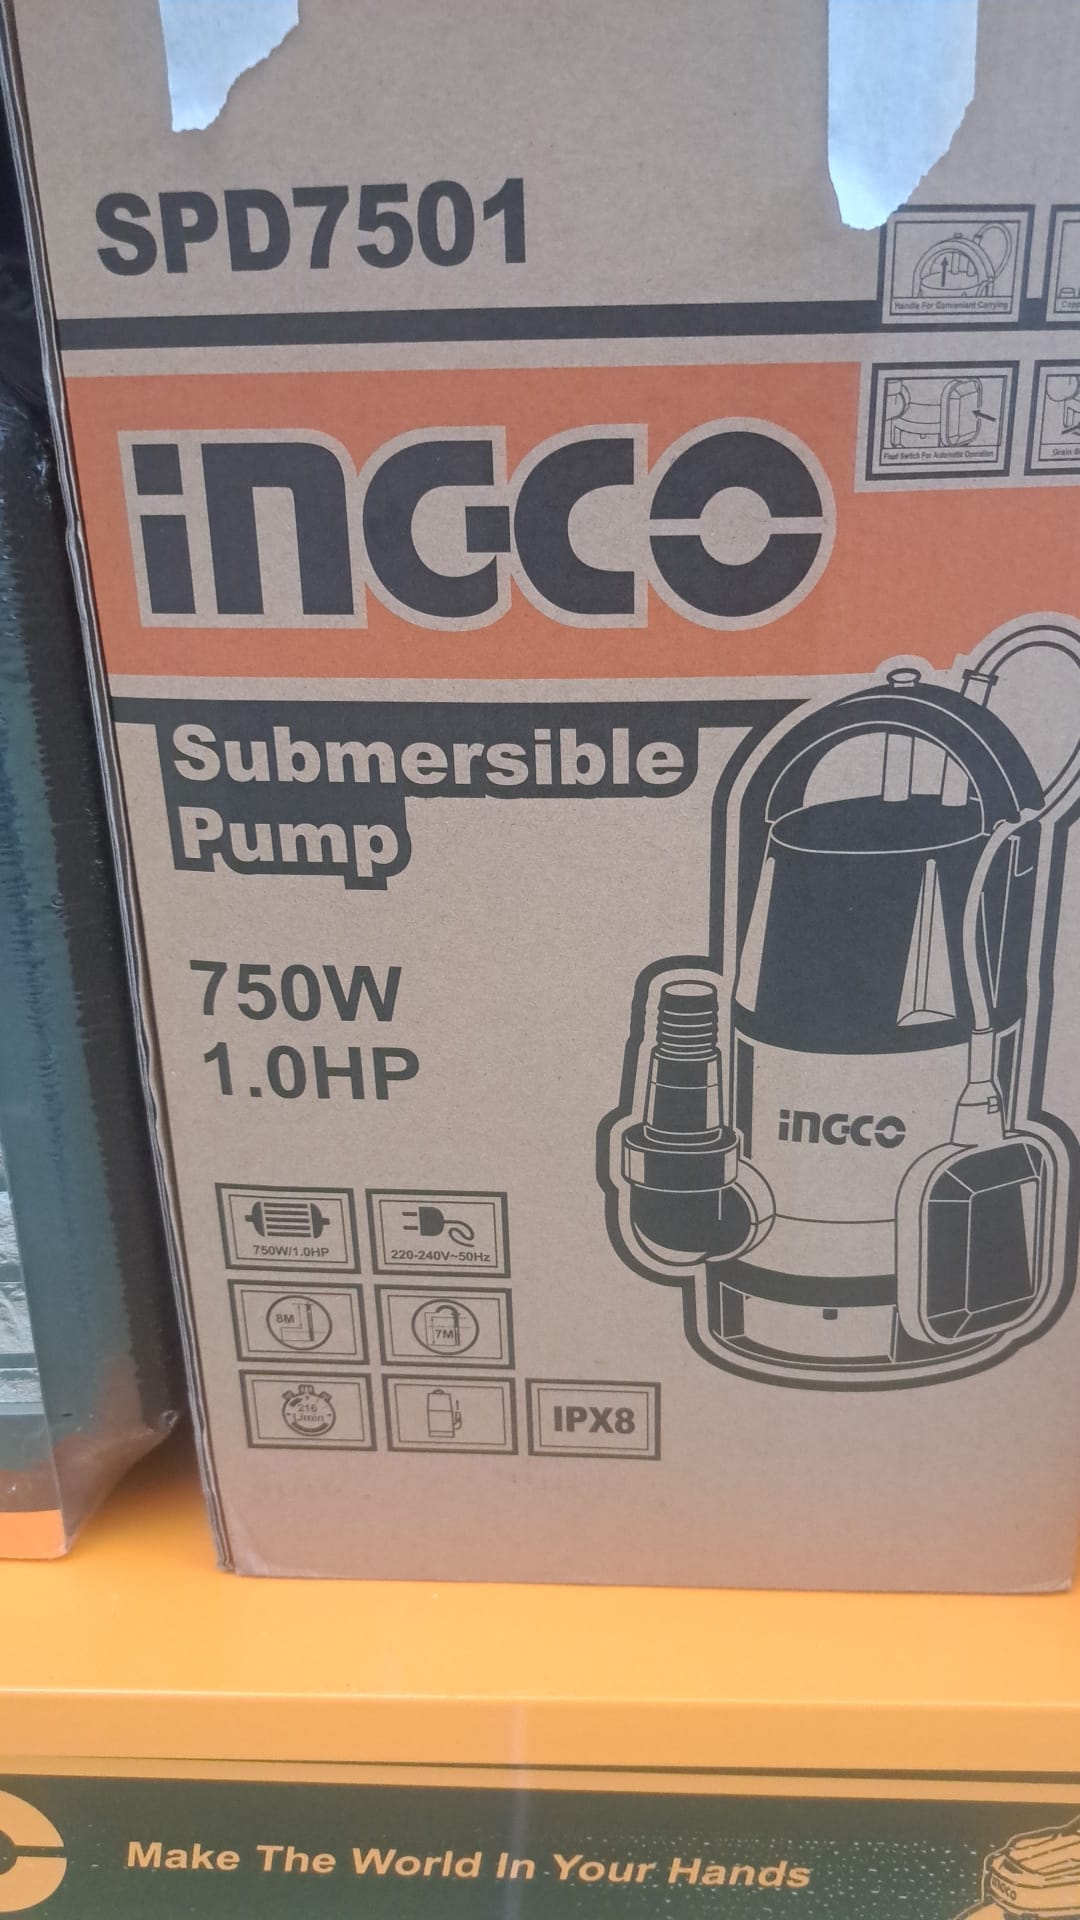 SPD7501
Handle For Convenient Carrying
INGCO
Float Switch For Automatic Operation
Submersible
Pump
750W
1.0HP
INGCO
750W/1.0HP
220-240V~50Hz
8M
7M
216
L/min
IPX8
Make The World In Your Hands
INGCO